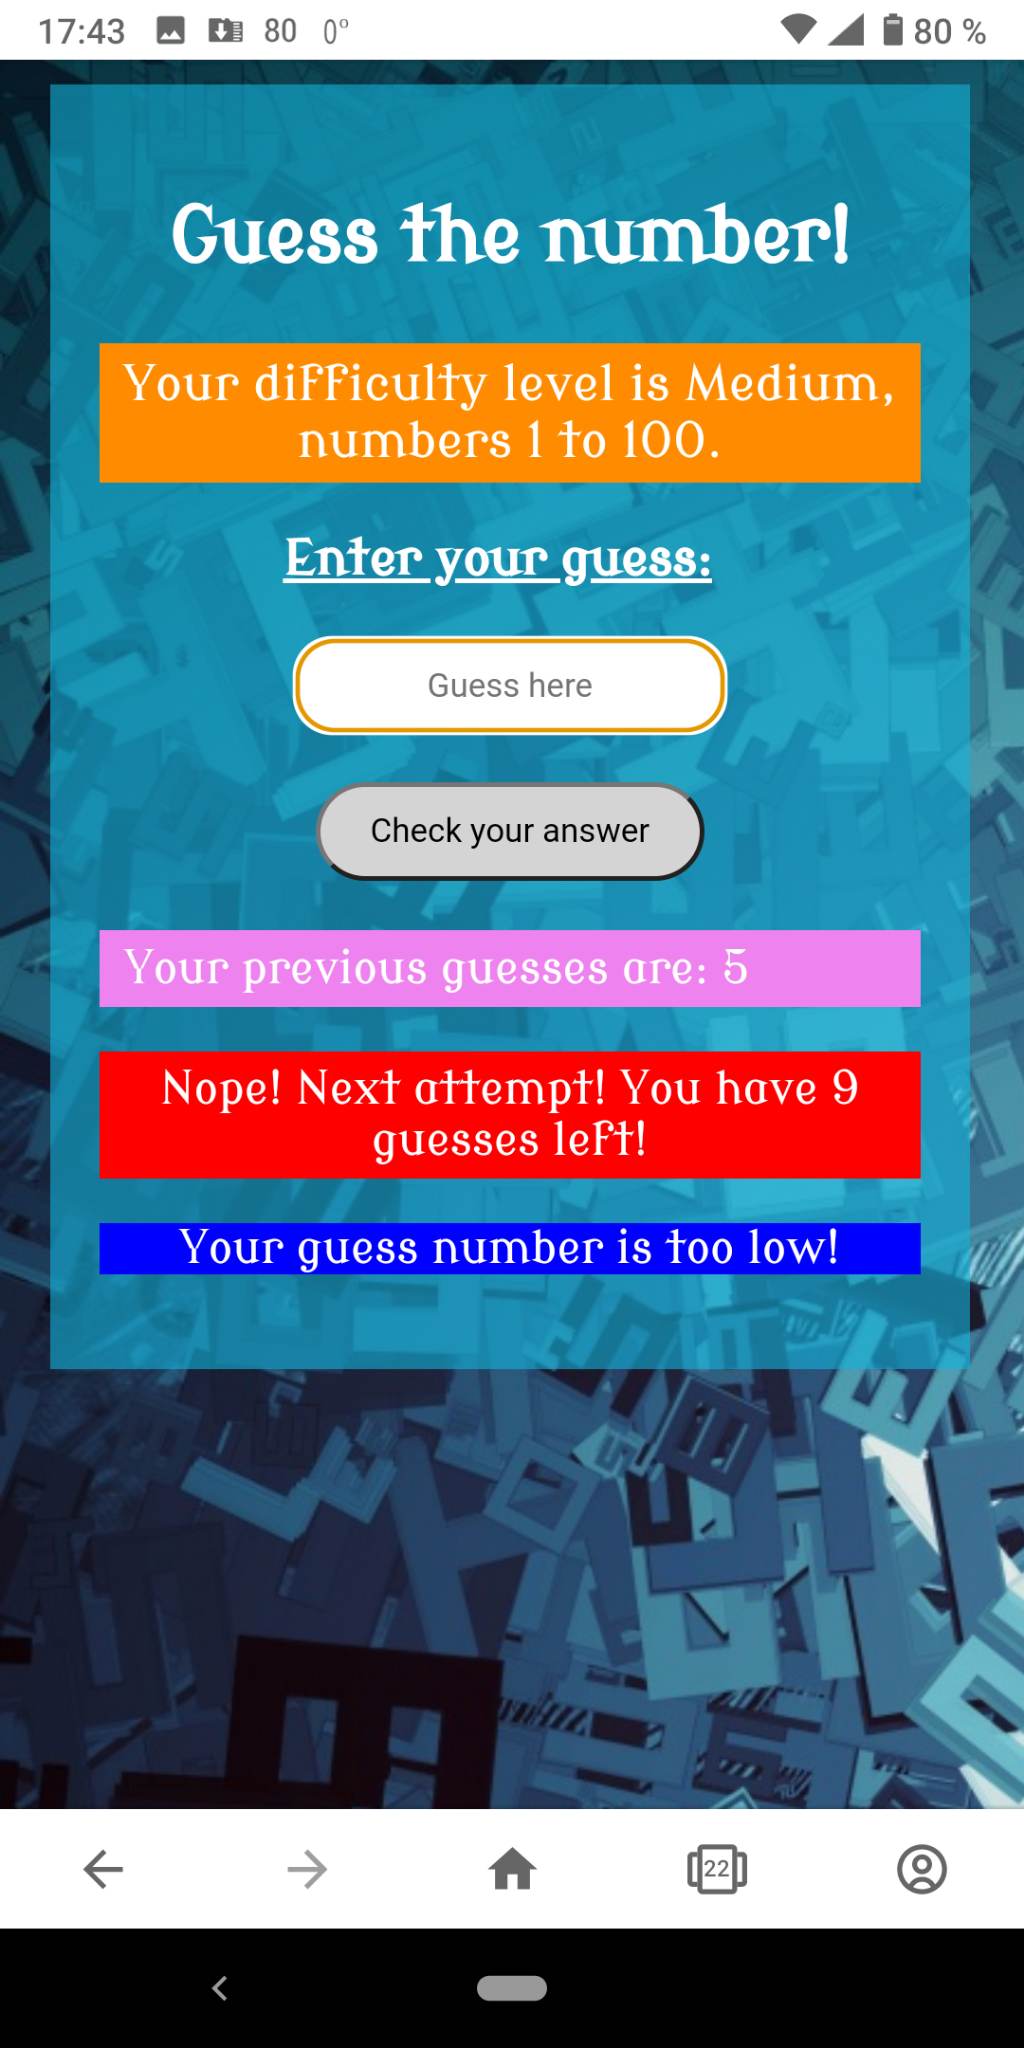 17:43 80 0° 80 %
Guess the number!
Your difficulty level is Medium,
numbers 1 to 100.
Enter your guess:
Guess here
Check your answer
Your previous guesses are: 5
Nope! Next attempt! You have 9
guesses left!
Your guess number is too low!
22